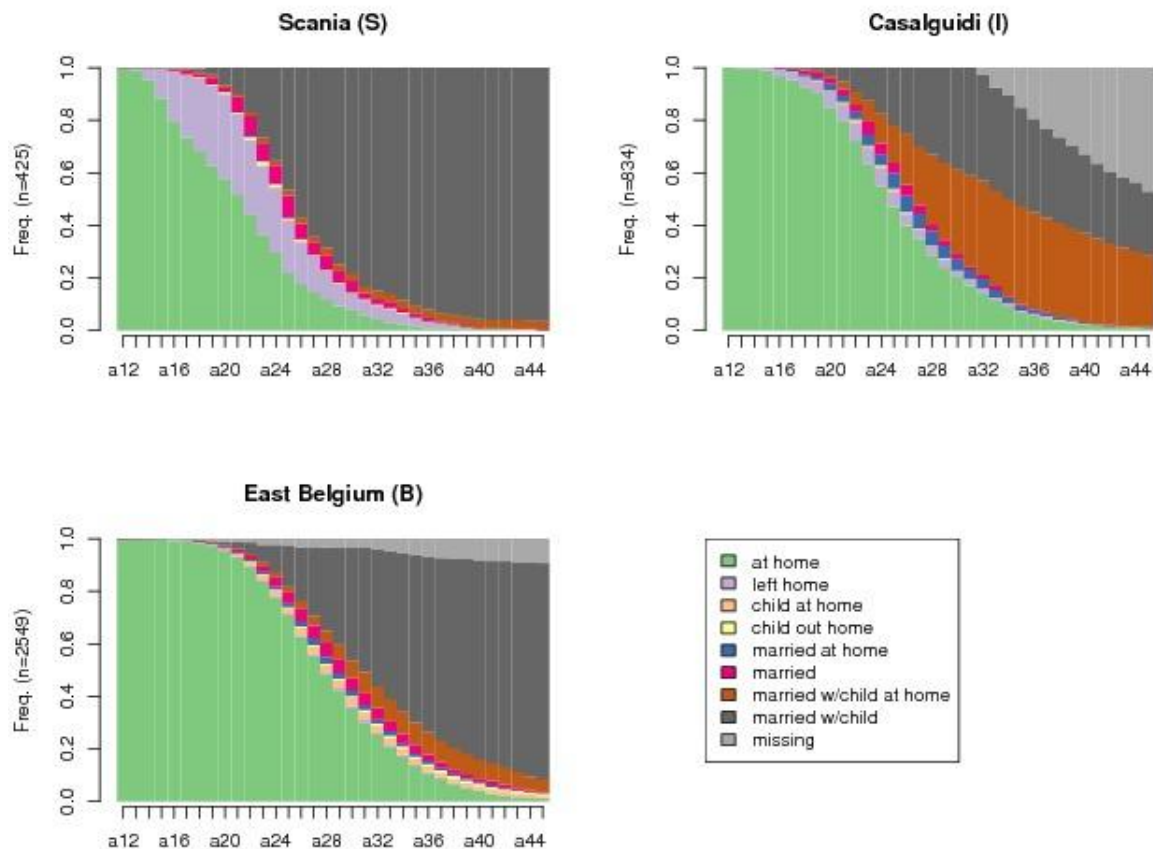 Scania (S)
Freq. (n=425)
0.0 0.2 0.4 0.6 0.8 1.0
a12 a16 a20 a24 a28 a32 a36 a40 a44
Casalguidi (I)
Freq. (n=834)
0.0 0.2 0.4 0.6 0.8 1.0
a12 a16 a20 a24 a28 a32 a36 a40 a44
East Belgium (B)
Freq. (n=2549)
0.0 0.2 0.4 0.6 0.8 1.0
a12 a16 a20 a24 a28 a32 a36 a40 a44
at home
left home
child at home
child out home
married at home
married
married w/child at home
married w/child
missing